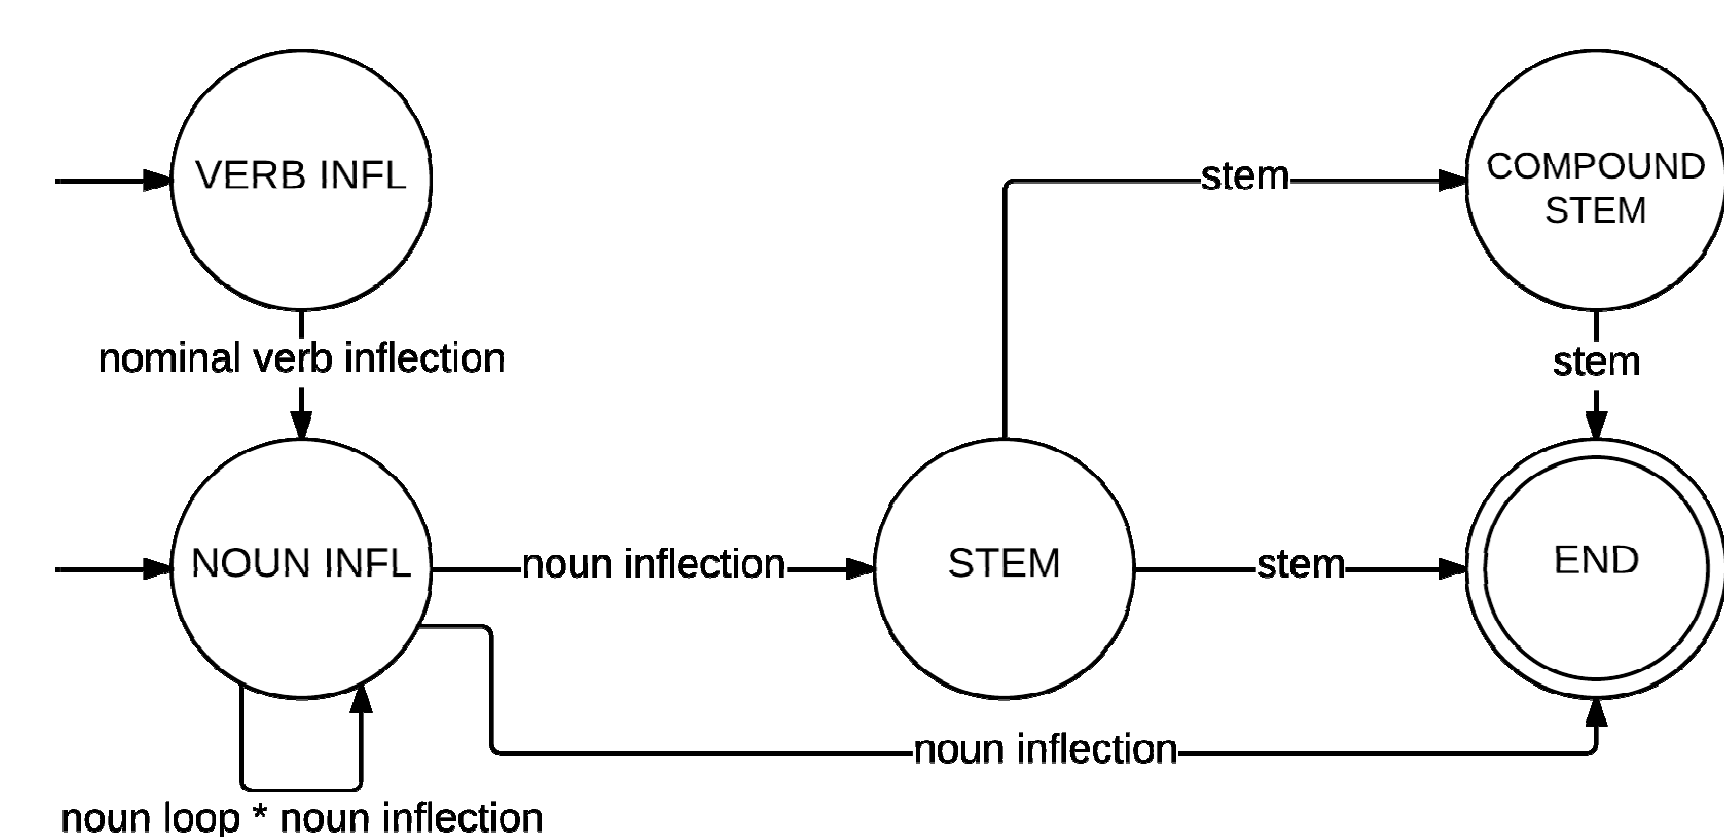 VERB INFL
stem
COMPOUND
STEM
nominal verb inflection
stem
NOUN INFL
noun inflection
STEM
stem
END
noun inflection
noun loop * noun inflection